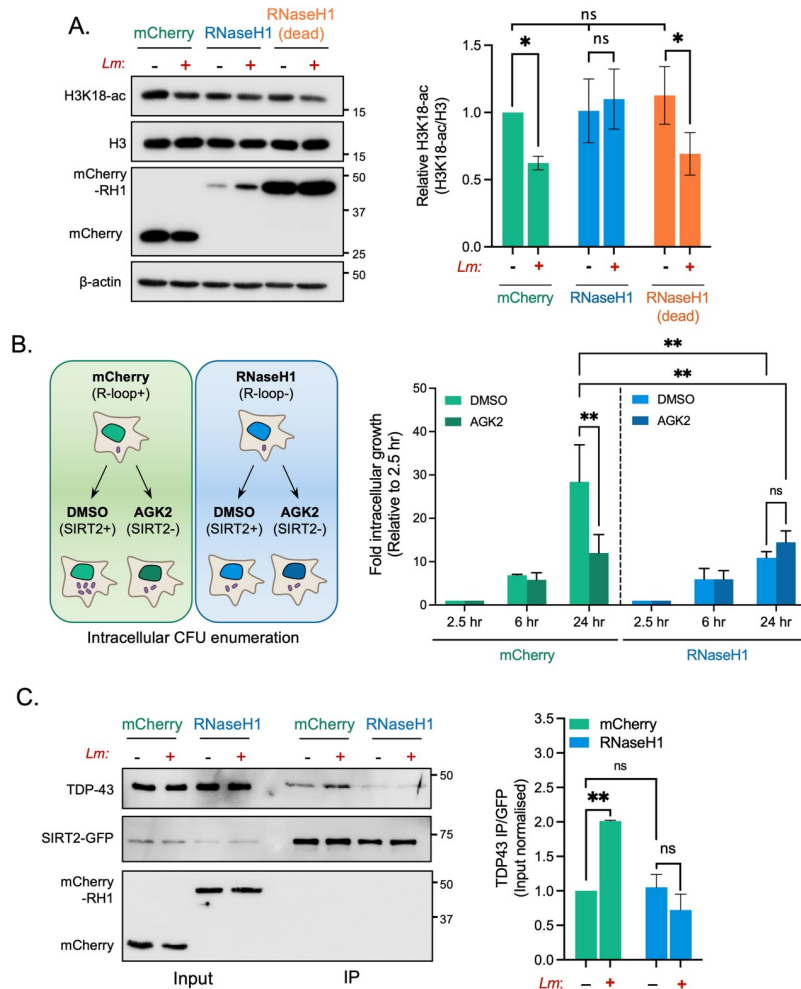 A.
mCherry RNaseH1 RNaseH1
(dead)
Lm: - + - + - +
H3K18-ac
15
H3
15
mCherry
-RH1
50
37
mCherry
25
β-actin
50
ns
* ns *
Relative H3K18-ac
(H3K18-ac/H3)
1.5
1.0
0.5
0.0
Lm: - + - + - +
mCherry RNaseH1 RNaseH1
(dead)
B.
mCherry
(R-loop+)
DMSO
(SIRT2+)
AGK2
(SIRT2-)
RNaseH1
(R-loop-)
DMSO
(SIRT2+)
AGK2
(SIRT2-)
Intracellular CFU enumeration
**
**
DMSO
AGK2
DMSO
AGK2
**
ns
Fold intracellular growth
(Relative to 2.5 hr)
50
40
30
20
10
0
2.5 hr 6 hr 24 hr 2.5 hr 6 hr 24 hr
mCherry RNaseH1
C.
mCherry RNaseH1 mCherry RNaseH1
Lm: - + - + - + - +
TDP-43
50
SIRT2-GFP
75
mCherry
-RH1
50
37
mCherry
Input IP
mCherry
RNaseH1
ns
**
ns
TDP43 IP/GFP
(Input normalised)
3.5
3.0
2.5
2.0
1.5
1.0
0.5
0.0
Lm: – + – +